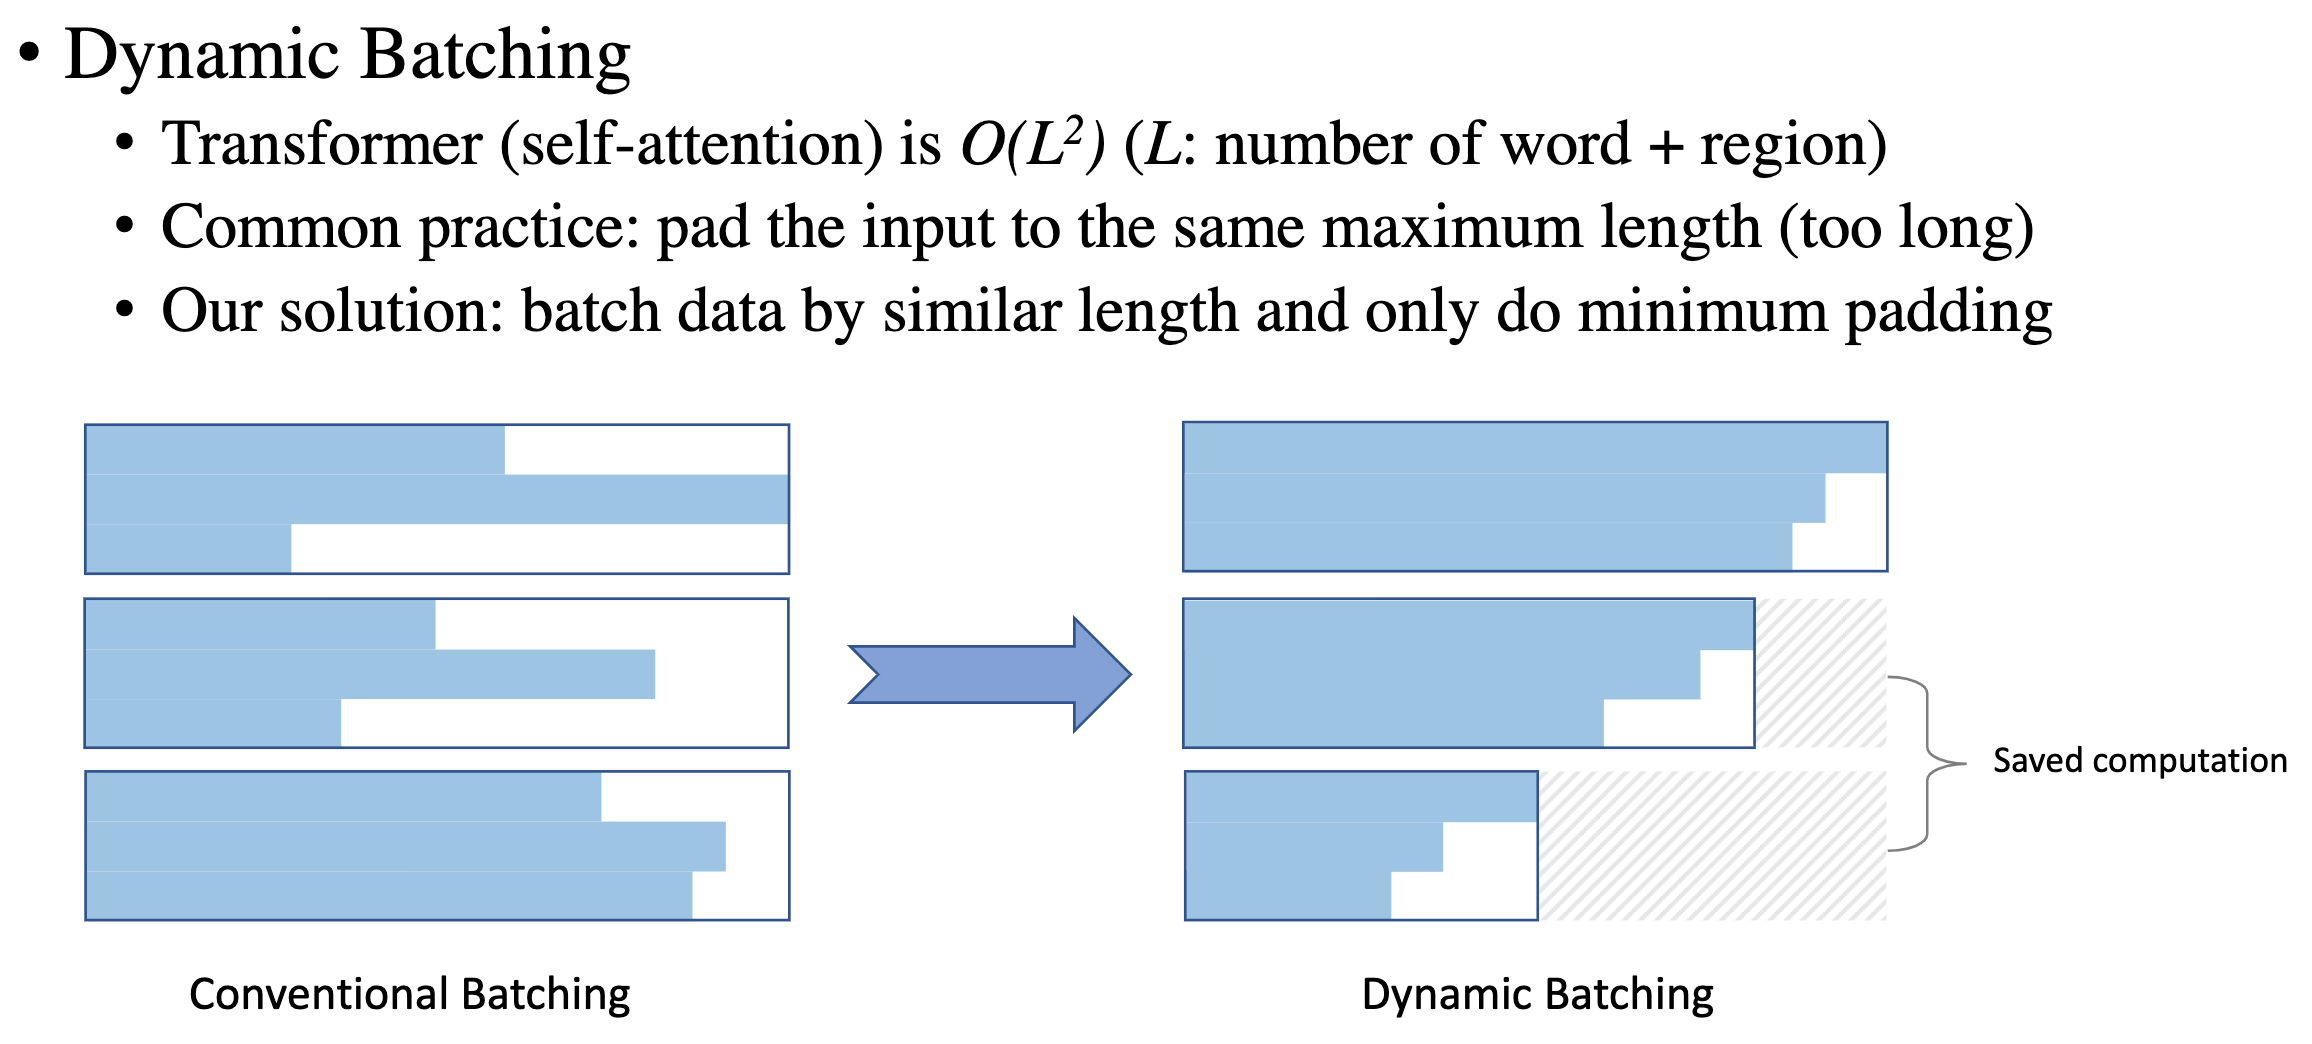 • Dynamic Batching
• Transformer (self-attention) is O(L²) (L: number of word + region)
• Common practice: pad the input to the same maximum length (too long)
• Our solution: batch data by similar length and only do minimum padding
Saved computation
Conventional Batching
Dynamic Batching